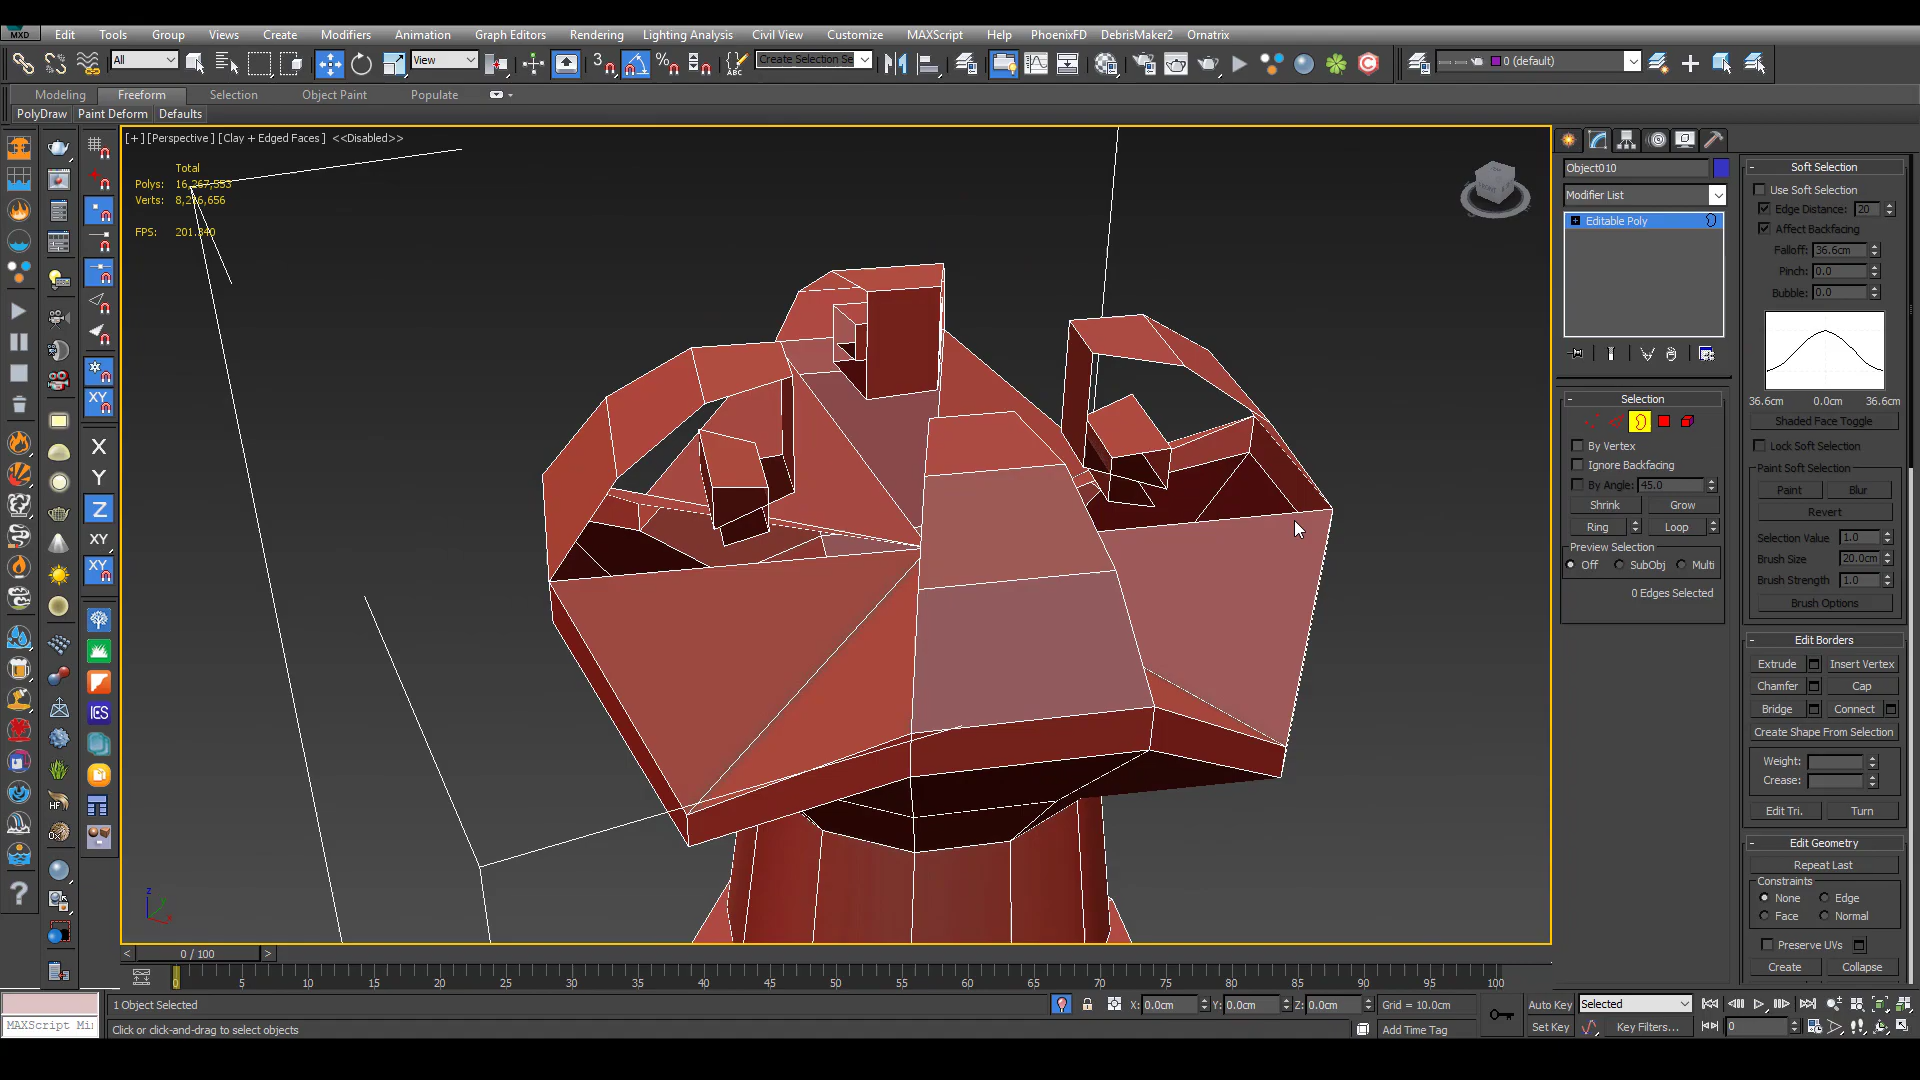 MXD Edit Tools Group Views Create Modifiers Animation Graph Editors Rendering Lighting Analysis Civil View Customize MAXScript Help PhoenixFD DebrisMaker2 Ornatrix
All View 3 % ABC Create Selection Se 0 (default)
Modeling Freeform Selection Object Paint Populate
PolyDraw Paint Deform Defaults
[+] [Perspective] [Clay + Edged Faces] <<Disabled>>
Total
Polys: 16,267,553
Verts:
FPS:
X
Y
Z
XY
XY
XY
ICS
HF
?
z
x
Object010
Modifier List
Editable Poly
Selection
By Vertex
Ignore Backfacing
By Angle: 45.0
Shrink Grow
Ring Loop
Preview Selection
Off SubObj Multi
0 Edges Selected
Soft Selection
Use Soft Selection
Edge Distance: 20
Affect Backfacing
Falloff: 36.6cm
Pinch: 0.0
Bubble: 0.0
36.6cm 0.0cm 36.6cm
Shaded Face Toggle
Lock Soft Selection
Paint Soft Selection
Paint Blur
Revert
Selection Value 1.0
Brush Size 20.0cm
Brush Strength 1.0
Brush Options
Edit Borders
Extrude Insert Vertex
Chamfer Cap
Bridge Connect
Create Shape From Selection
Weight:
Crease:
Edit Tri. Turn
Edit Geometry
Repeat Last
Constraints
None Edge
Face Normal
Preserve UVs
Create Collapse
< 0 / 100 >
0 5 10 15 20 25 30 35 40 45 50 55 60 65 70 75 80 85 90 95 100
1 Object Selected X: 0.0cm Y: 0.0cm Z: 0.0cm Grid = 10.0cm Auto Key Selected
MAXScript Mi Click or click-and-drag to select objects Add Time Tag Set Key Key Filters... 0